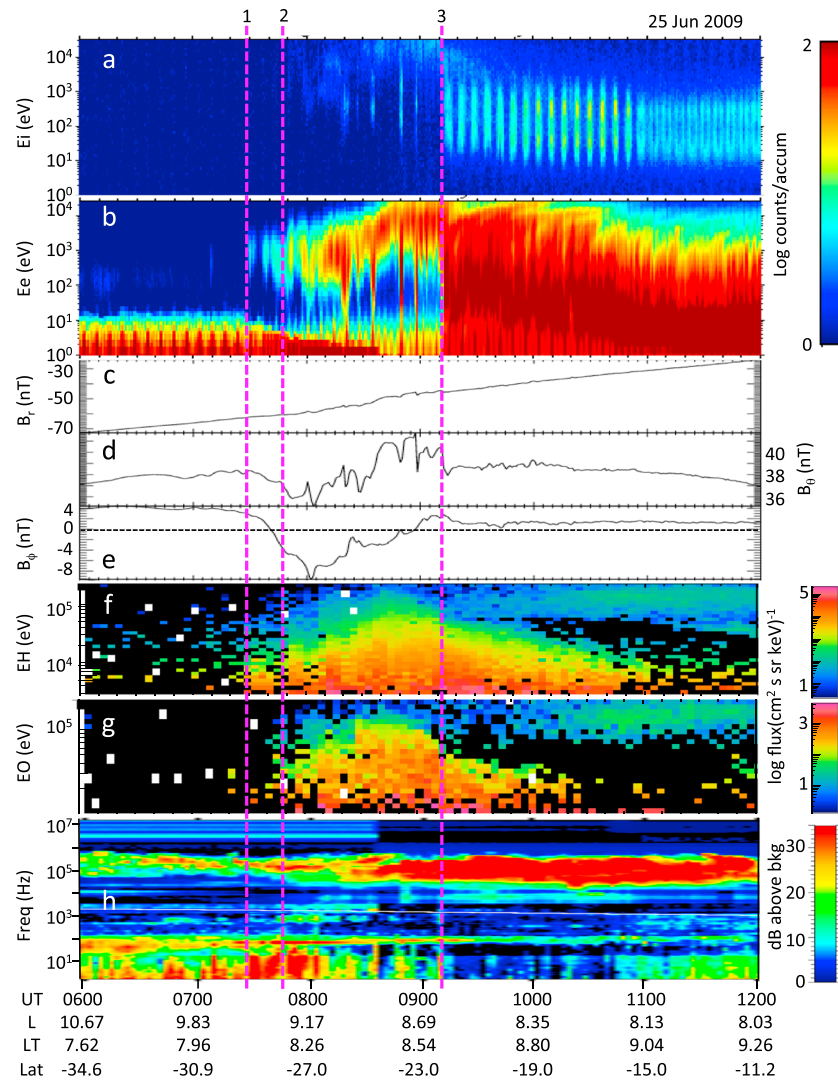 1 2 3 25 Jun 2009
a
Ei (eV)
10⁴
10³
10²
10¹
10⁰
2
Log counts/accum
0
b
Ee (eV)
10⁴
10³
10²
10¹
10⁰
c
Bᵣ (nT)
-30
-50
-70
d
40
38
36
B_θ (nT)
e
B_ϕ (nT)
4
0
-4
-8
f
EH (eV)
10⁵
10⁴
5
3
1
g
EO (eV)
10⁵
3
1
log flux(cm² s sr keV)⁻¹
h
Freq (Hz)
10⁷
10⁵
10³
10¹
30
20
10
0
dB above bkg
UT 0600 0700 0800 0900 1000 1100 1200
L 10.67 9.83 9.17 8.69 8.35 8.13 8.03
LT 7.62 7.96 8.26 8.54 8.80 9.04 9.26
Lat -34.6 -30.9 -27.0 -23.0 -19.0 -15.0 -11.2